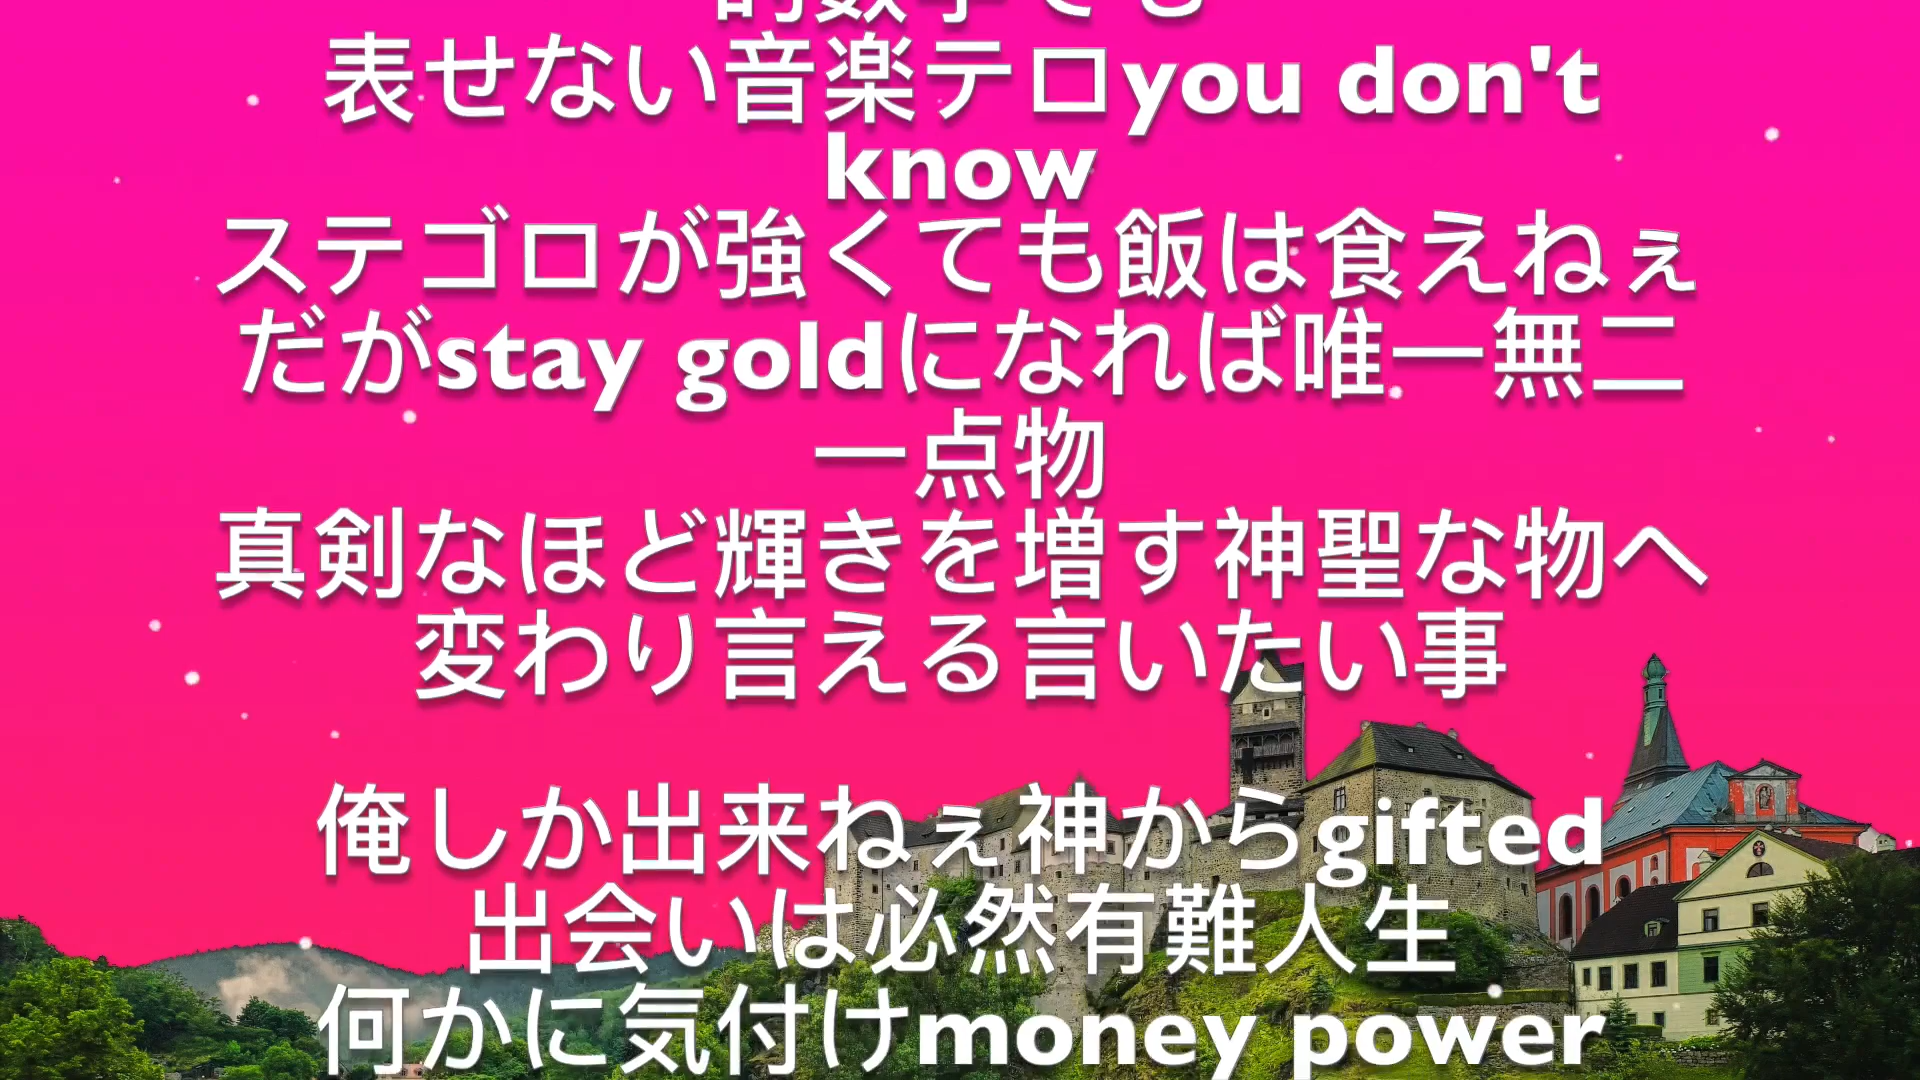 的数字でも
表せない音楽テロyou don't
know
ステゴロが強くても飯は食えねぇ
だがstay goldになれば唯一無二
一点物
真剣なほど輝きを増す神聖な物へ
変わり言える言いたい事
俺しか出来ねぇ神からgifted
出会いは必然有難人生
何かに気付けmoney power